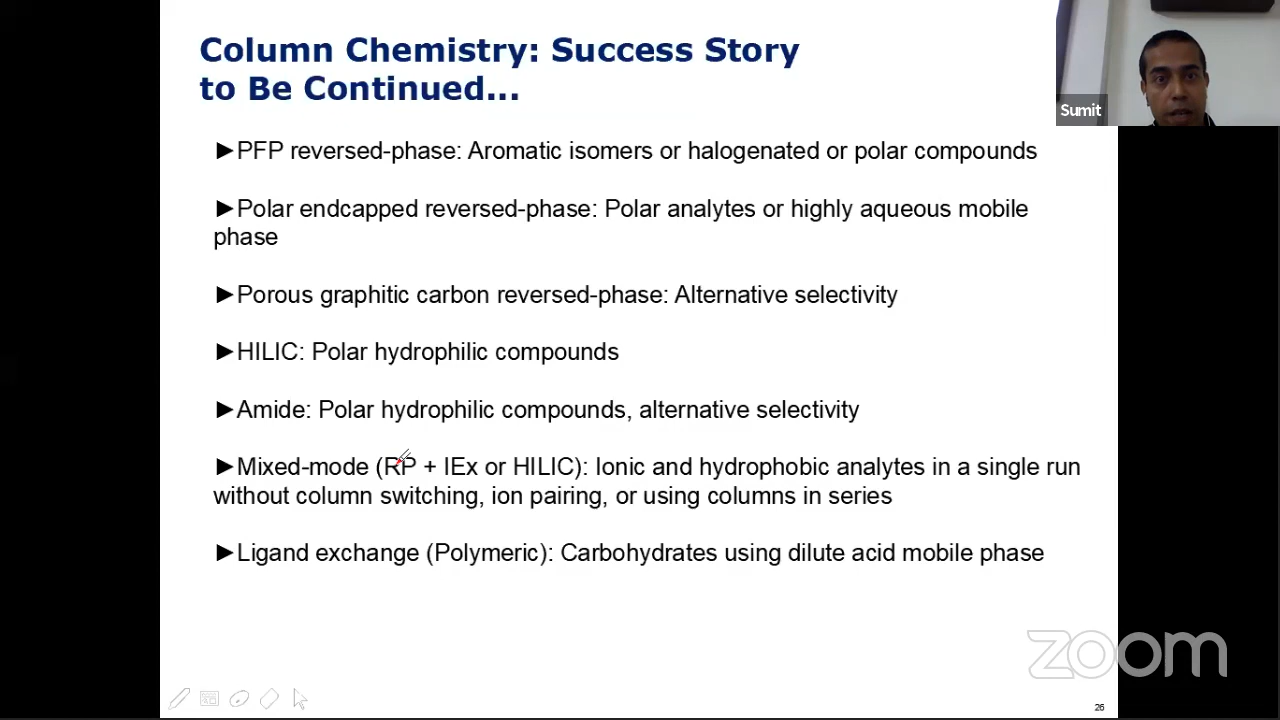 Column Chemistry: Success Story
to Be Continued...
Sumit
►PFP reversed-phase: Aromatic isomers or halogenated or polar compounds
►Polar endcapped reversed-phase: Polar analytes or highly aqueous mobile
phase
►Porous graphitic carbon reversed-phase: Alternative selectivity
►HILIC: Polar hydrophilic compounds
►Amide: Polar hydrophilic compounds, alternative selectivity
►Mixed-mode (RP + IEx or HILIC): Ionic and hydrophobic analytes in a single run
without column switching, ion pairing, or using columns in series
►Ligand exchange (Polymeric): Carbohydrates using dilute acid mobile phase
zoom
26